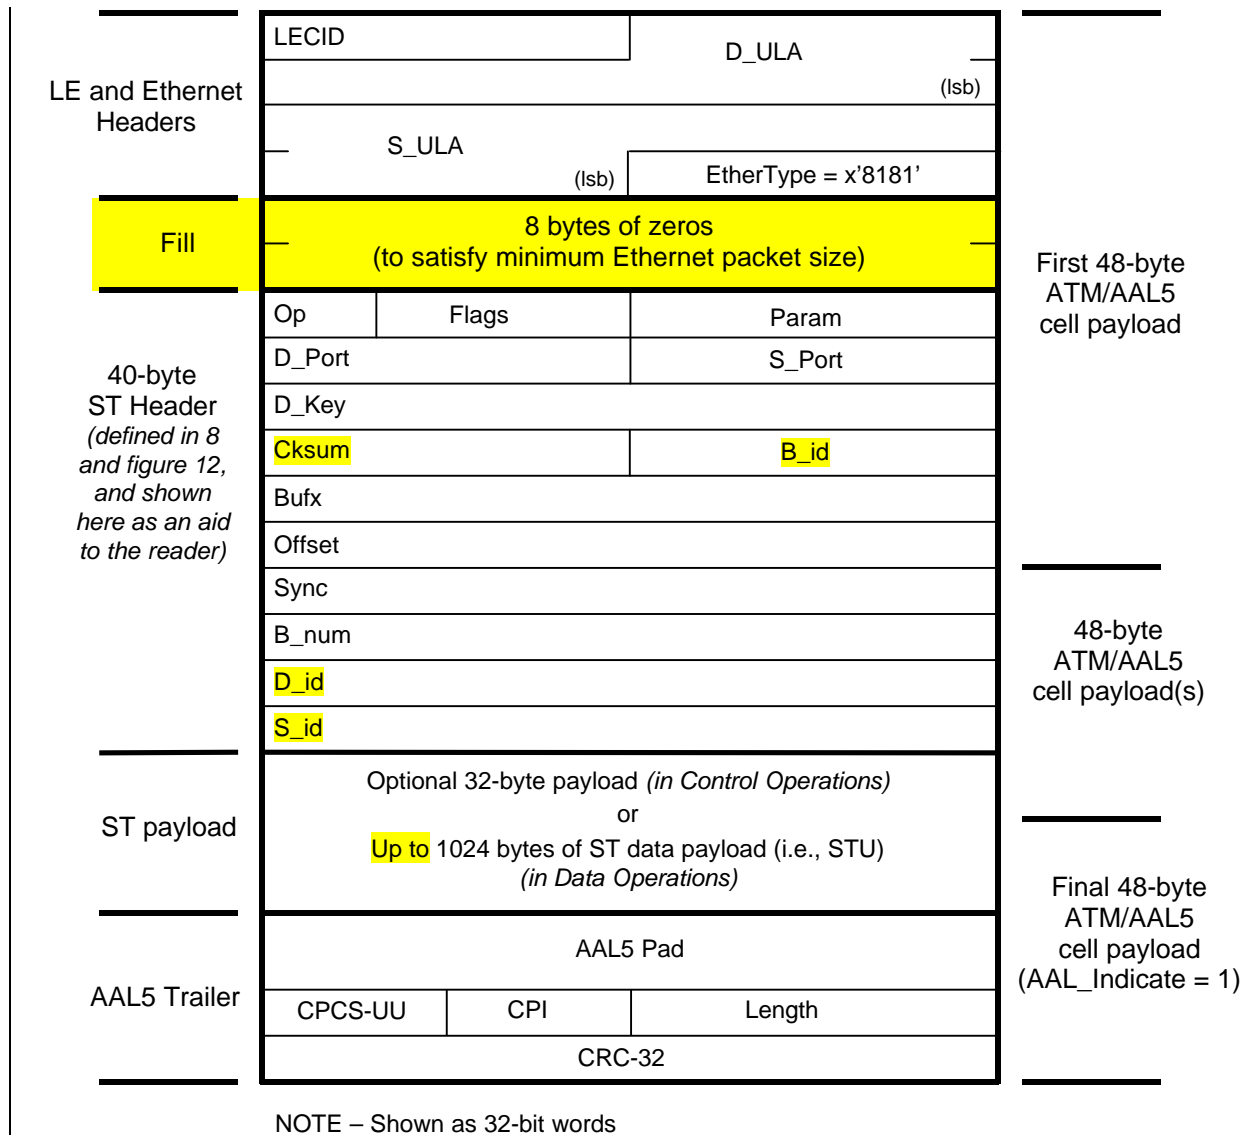 LECID
D_ULA
(lsb)
LE and Ethernet
Headers
S_ULA
(lsb)
EtherType = x'8181’
Fill
8 bytes of zeros
(to satisfy minimum Ethernet packet size)
First 48-byte
ATM/AAL5
cell payload
Op Flags Param
D_Port S_Port
40-byte
ST Header
(defined in 8
and figure 12,
and shown
here as an aid
to the reader)
D_Key
Cksum B_id
Bufx
Offset
Sync
B_num
D_id
S_id
48-byte
ATM/AAL5
cell payload(s)
ST payload
Optional 32-byte payload (in Control Operations)
or
Up to 1024 bytes of ST data payload (i.e., STU)
(in Data Operations)
Final 48-byte
ATM/AAL5
cell payload
(AAL_Indicate = 1)
AAL5 Trailer
AAL5 Pad
CPCS-UU CPI Length
CRC-32
NOTE – Shown as 32-bit words